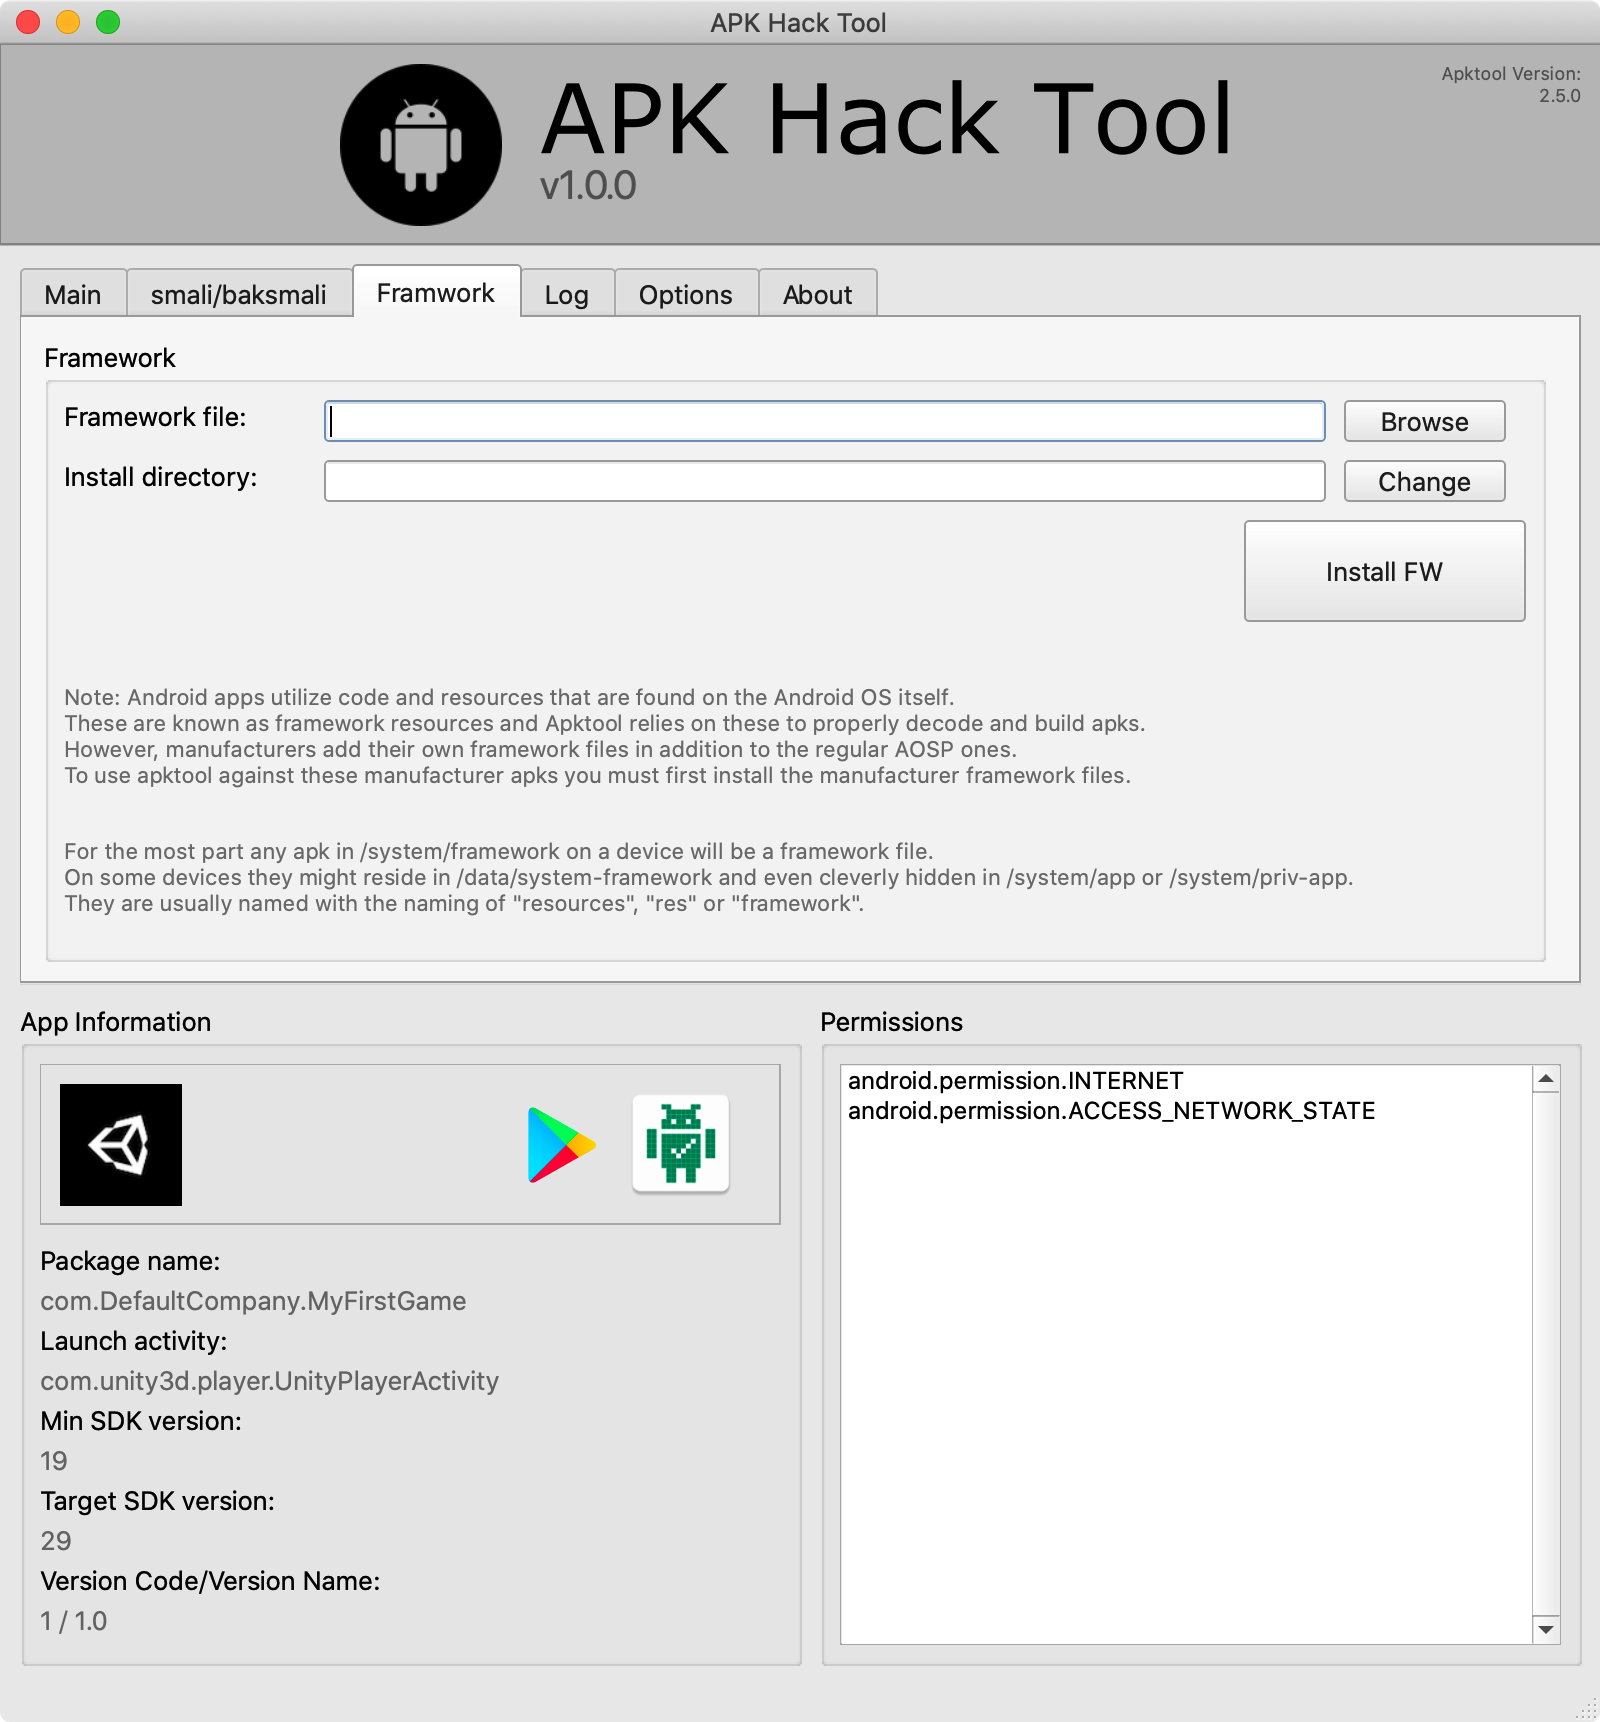 APK Hack Tool
APK Hack Tool
v1.0.0
Apktool Version:
2.5.0
Main
smali/baksmali
Framwork
Log
Options
About
Framework
Framework file:
Browse
Install directory:
Change
Install FW
Note: Android apps utilize code and resources that are found on the Android OS itself.
These are known as framework resources and Apktool relies on these to properly decode and build apks.
However, manufacturers add their own framework files in addition to the regular AOSP ones.
To use apktool against these manufacturer apks you must first install the manufacturer framework files.
For the most part any apk in /system/framework on a device will be a framework file.
On some devices they might reside in /data/system-framework and even cleverly hidden in /system/app or /system/priv-app.
They are usually named with the naming of "resources", "res" or "framework".
App Information
Package name:
com.DefaultCompany.MyFirstGame
Launch activity:
com.unity3d.player.UnityPlayerActivity
Min SDK version:
19
Target SDK version:
29
Version Code/Version Name:
1 / 1.0
Permissions
android.permission.INTERNET
android.permission.ACCESS_NETWORK_STATE